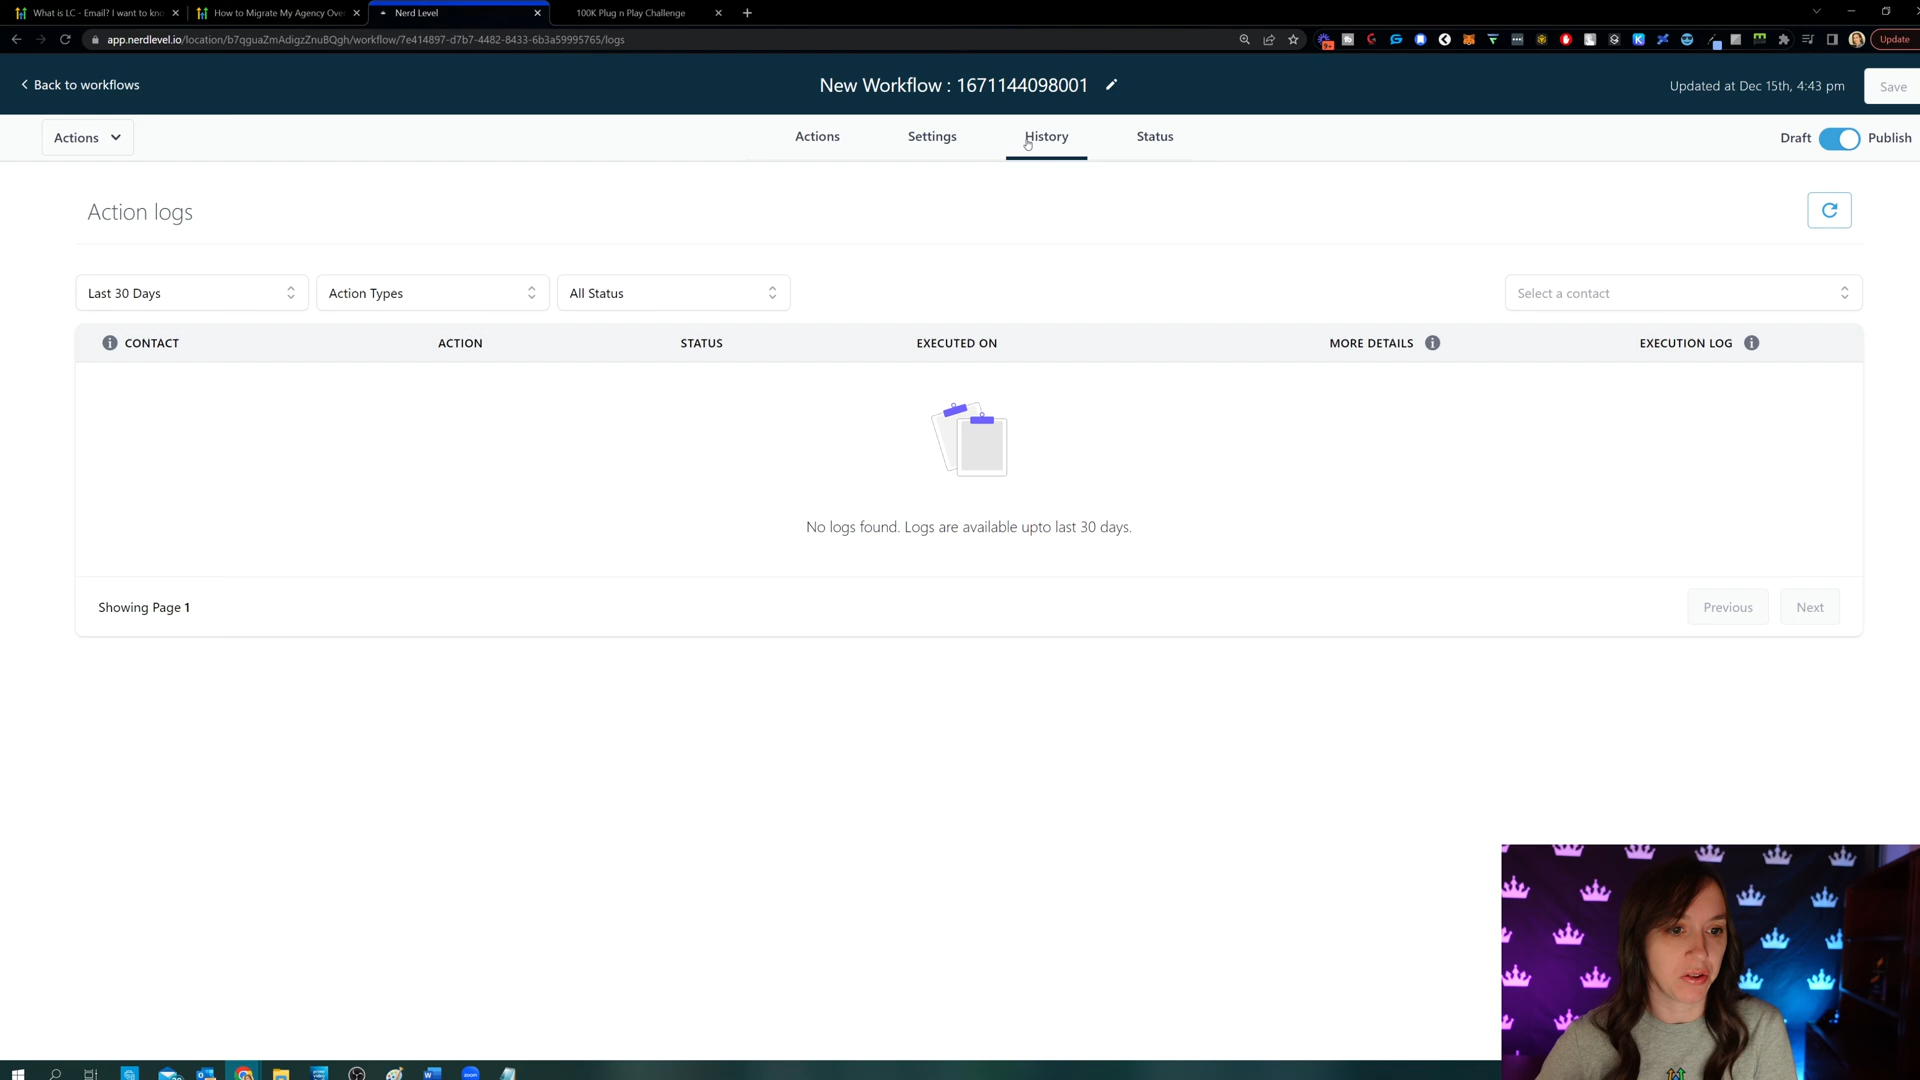 What is LC - Email? I want to kno
How to Migrate My Agency Over
Nerd Level
100K Plug n Play Challenge
app.nerdlevel.io/location/b7qguaZmAdigzZnuBQgh/workflow/7e414897-d7b7-4482-8433-6b3a59995765/logs
Update
Back to workflows
New Workflow : 1671144098001
Updated at Dec 15th, 4:43 pm
Save
Actions
Actions
Settings
History
Status
Draft
Publish
Action logs
Last 30 Days
Action Types
All Status
Select a contact
CONTACT
ACTION
STATUS
EXECUTED ON
MORE DETAILS
EXECUTION LOG
No logs found. Logs are available upto last 30 days.
Showing Page 1
Previous
Next